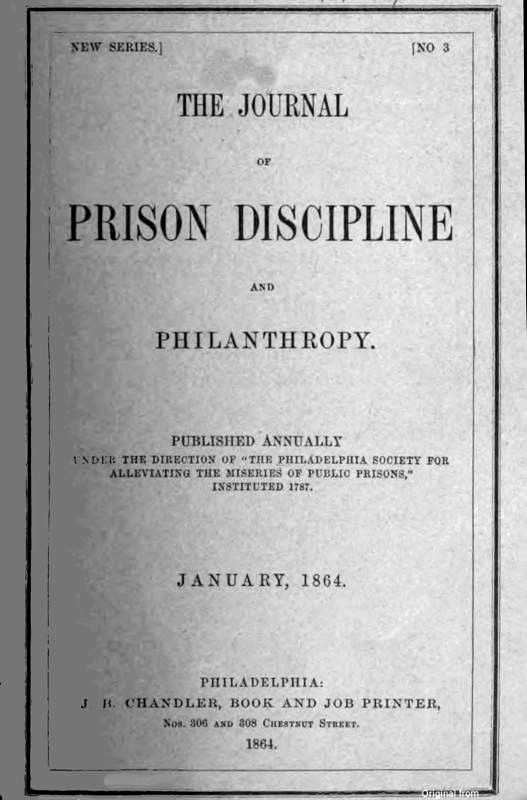 NEW SERIES.] [NO 3
THE JOURNAL
OF
PRISON DISCIPLINE
AND
PHILANTHROPY.
PUBLISHED ANNUALLY
UNDER THE DIRECTION OF "THE PHILADELPHIA SOCIETY FOR
ALLEVIATING THE MISERIES OF PUBLIC PRISONS,"
INSTITUTED 1787.
JANUARY, 1864.
PHILADELPHIA:
J. B. CHANDLER, BOOK AND JOB PRINTER,
Nos. 306 AND 308 CHESTNUT STREET.
1864.
Original from